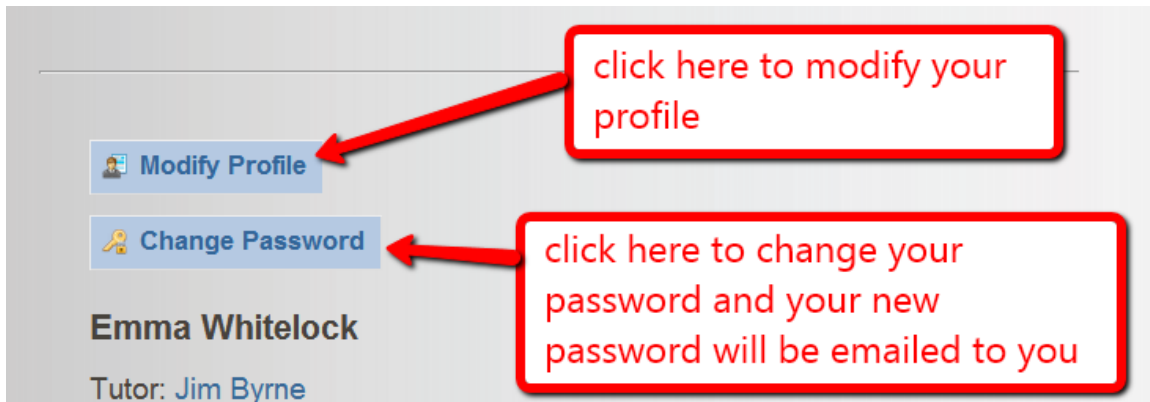 click here to modify your
profile
Modify Profile
Change Password
click here to change your
password and your new
password will be emailed to you
Emma Whitelock
Tutor: Jim Byrne